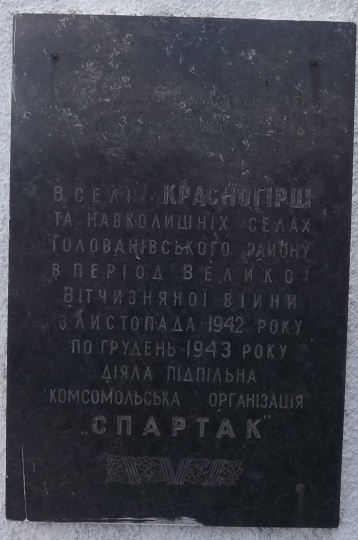 В СЕЛІ КРАСНОГІРЦІ
ТА НАВКОЛИШНІХ СЕЛАХ
ГОЛОВАНІВСЬКОГО РАЙОНУ
В ПЕРІОД ВЕЛИКОЇ
ВІТЧИЗНЯНОЇ ВІЙНИ
З ЛИСТОПАДА 1942 РОКУ
ПО ГРУДЕНЬ 1943 РОКУ
ДІЯЛА ПІДПІЛЬНА
КОМСОМОЛЬСЬКА ОРГАНІЗАЦІЯ
„СПАРТАК"